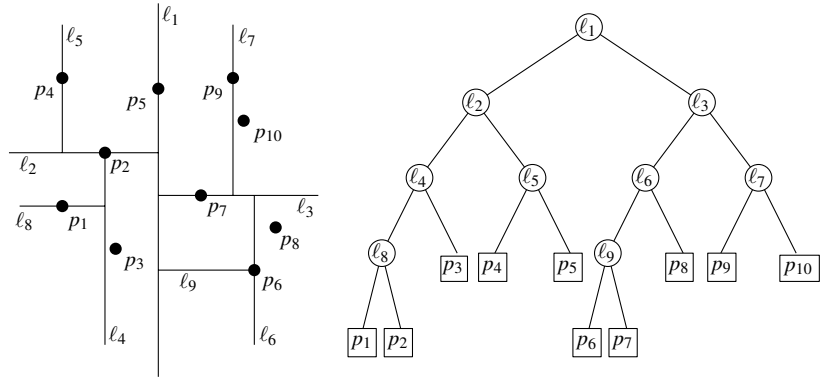 ℓ₁
ℓ₅
ℓ₇
p₄
p₅
p₉
p₁₀
ℓ₂
p₂
ℓ₈
p₁
p₇
ℓ₃
p₃
p₈
ℓ₉
p₆
ℓ₄
ℓ₆
ℓ₁
ℓ₂ ℓ₃
ℓ₄ ℓ₅ ℓ₆ ℓ₇
ℓ₈ p₃ p₄ p₅ ℓ₉ p₈ p₉ p₁₀
p₁ p₂ p₆ p₇